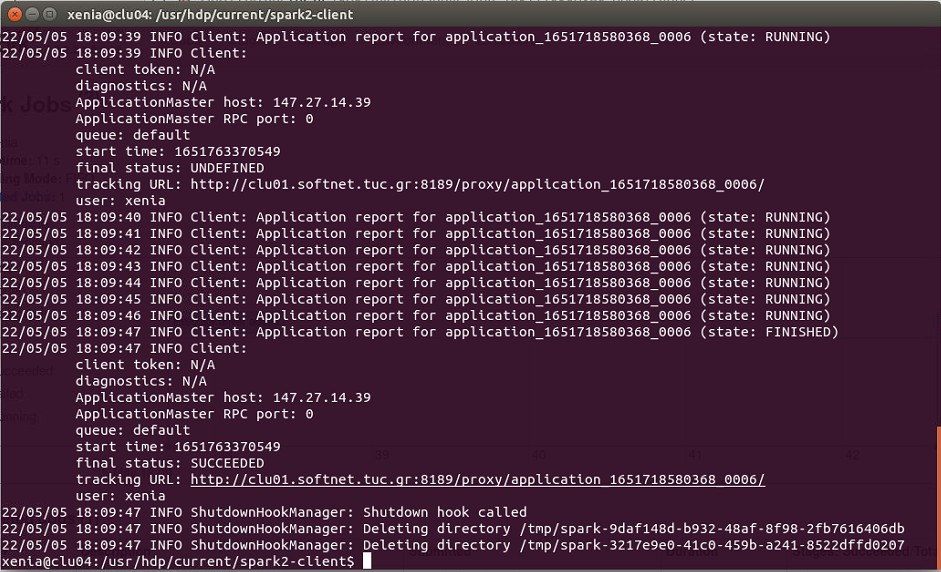 xenia@clu04: /usr/hdp/current/spark2-client
22/05/05 18:09:39 INFO Client: Application report for application_1651718580368_0006 (state: RUNNING)
22/05/05 18:09:39 INFO Client:
client token: N/A
diagnostics: N/A
ApplicationMaster host: 147.27.14.39
ApplicationMaster RPC port: 0
queue: default
start time: 1651763370549
final status: UNDEFINED
tracking URL: http://clu01.softnet.tuc.gr:8189/proxy/application_1651718580368_0006/
user: xenia
22/05/05 18:09:40 INFO Client: Application report for application_1651718580368_0006 (state: RUNNING)
22/05/05 18:09:41 INFO Client: Application report for application_1651718580368_0006 (state: RUNNING)
22/05/05 18:09:42 INFO Client: Application report for application_1651718580368_0006 (state: RUNNING)
22/05/05 18:09:43 INFO Client: Application report for application_1651718580368_0006 (state: RUNNING)
22/05/05 18:09:44 INFO Client: Application report for application_1651718580368_0006 (state: RUNNING)
22/05/05 18:09:45 INFO Client: Application report for application_1651718580368_0006 (state: RUNNING)
22/05/05 18:09:46 INFO Client: Application report for application_1651718580368_0006 (state: RUNNING)
22/05/05 18:09:47 INFO Client: Application report for application_1651718580368_0006 (state: FINISHED)
22/05/05 18:09:47 INFO Client:
client token: N/A
diagnostics: N/A
ApplicationMaster host: 147.27.14.39
ApplicationMaster RPC port: 0
queue: default
start time: 1651763370549
final status: SUCCEEDED
tracking URL: http://clu01.softnet.tuc.gr:8189/proxy/application_1651718580368_0006/
user: xenia
22/05/05 18:09:47 INFO ShutdownHookManager: Shutdown hook called
22/05/05 18:09:47 INFO ShutdownHookManager: Deleting directory /tmp/spark-9daf148d-b932-48af-8f98-2fb7616406db
22/05/05 18:09:47 INFO ShutdownHookManager: Deleting directory /tmp/spark-3217e9e0-41c0-459b-a241-8522dffd0207
xenia@clu04:/usr/hdp/current/spark2-client$